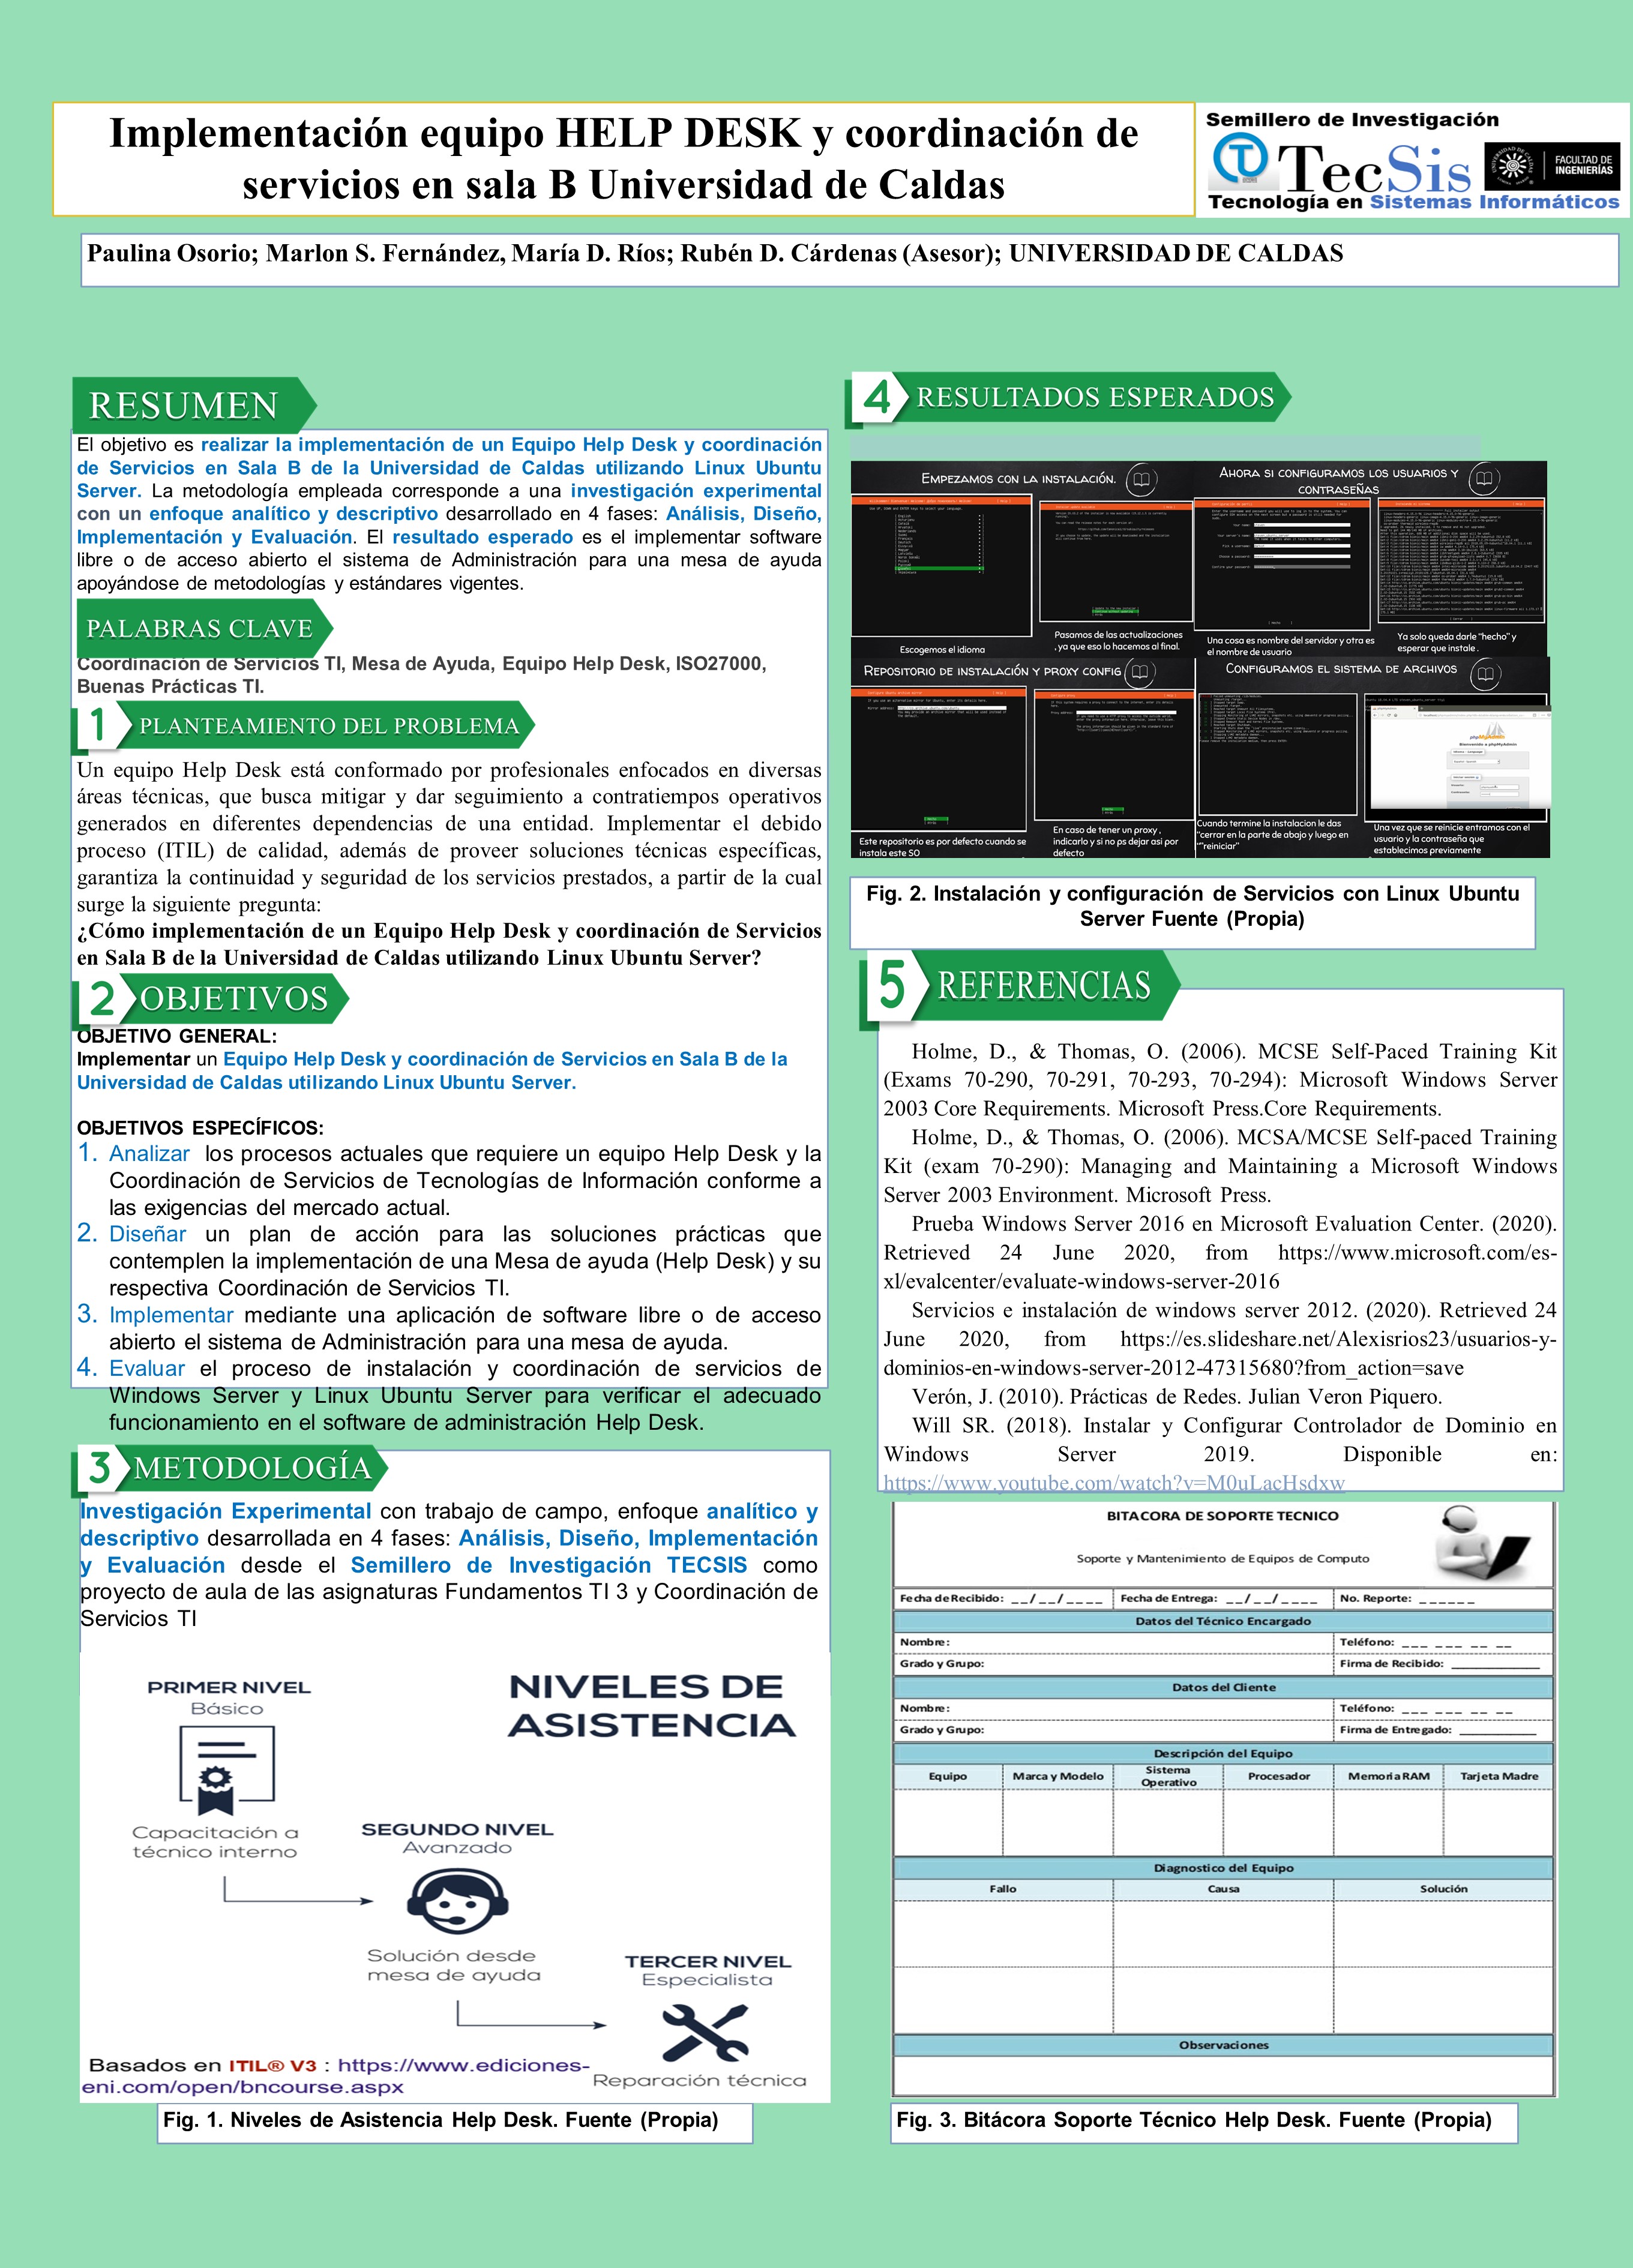 Implementación equipo HELP DESK y coordinación de
servicios en sala B Universidad de Caldas
Semillero de Investigación
TecSis
FACULTAD DE
INGENIERÍAS
Tecnología en Sistemas Informáticos
Paulina Osorio; Marlon S. Fernández, María D. Ríos; Rubén D. Cárdenas (Asesor); UNIVERSIDAD DE CALDAS
RESUMEN
El objetivo es realizar la implementación de un Equipo Help Desk y coordinación
de Servicios en Sala B de la Universidad de Caldas utilizando Linux Ubuntu
Server. La metodología empleada corresponde a una investigación experimental
con un enfoque analítico y descriptivo desarrollado en 4 fases: Análisis, Diseño,
Implementación y Evaluación. El resultado esperado es el implementar software
libre o de acceso abierto el sistema de Administración para una mesa de ayuda
apoyándose de metodologías y estándares vigentes.
PALABRAS CLAVE
Coordinación de Servicios TI, Mesa de Ayuda, Equipo Help Desk, ISO27000,
Buenas Prácticas TI.
1 PLANTEAMIENTO DEL PROBLEMA
Un equipo Help Desk está conformado por profesionales enfocados en diversas
áreas técnicas, que busca mitigar y dar seguimiento a contratiempos operativos
generados en diferentes dependencias de una entidad. Implementar el debido
proceso (ITIL) de calidad, además de proveer soluciones técnicas específicas,
garantiza la continuidad y seguridad de los servicios prestados, a partir de la cual
surge la siguiente pregunta:
¿Cómo implementación de un Equipo Help Desk y coordinación de Servicios
en Sala B de la Universidad de Caldas utilizando Linux Ubuntu Server?
2 OBJETIVOS
OBJETIVO GENERAL:
Implementar un Equipo Help Desk y coordinación de Servicios en Sala B de la
Universidad de Caldas utilizando Linux Ubuntu Server.
OBJETIVOS ESPECÍFICOS:
1. Analizar los procesos actuales que requiere un equipo Help Desk y la
Coordinación de Servicios de Tecnologías de Información conforme a
las exigencias del mercado actual.
2. Diseñar un plan de acción para las soluciones prácticas que
contemplen la implementación de una Mesa de ayuda (Help Desk) y su
respectiva Coordinación de Servicios TI.
3. Implementar mediante una aplicación de software libre o de acceso
abierto el sistema de Administración para una mesa de ayuda.
4. Evaluar el proceso de instalación y coordinación de servicios de
Windows Server y Linux Ubuntu Server para verificar el adecuado
funcionamiento en el software de administración Help Desk.
3 METODOLOGÍA
Investigación Experimental con trabajo de campo, enfoque analítico y
descriptivo desarrollada en 4 fases: Análisis, Diseño, Implementación
y Evaluación desde el Semillero de Investigación TECSIS como
proyecto de aula de las asignaturas Fundamentos TI 3 y Coordinación de
Servicios TI
NIVELES DE
ASISTENCIA
PRIMER NIVEL
Básico
Capacitación a
técnico interno
SEGUNDO NIVEL
Avanzado
Solución desde
mesa de ayuda
TERCER NIVEL
Especialista
Reparación técnica
Basados en ITIL® V3 : https://www.ediciones-
eni.com/open/bncourse.aspx
Fig. 1. Niveles de Asistencia Help Desk. Fuente (Propia)
4 RESULTADOS ESPERADOS
EMPEZAMOS CON LA INSTALACIÓN.
Escogemos el idioma
Pasamos de las actualizaciones
, ya que eso lo hacemos al final.
AHORA SI CONFIGURAMOS LOS USUARIOS Y
CONTRASEÑAS
Una cosa es nombre del servidor y otra es
el nombre de usuario
Ya solo queda darle "hecho" y
esperar que instale .
REPOSITORIO DE INSTALACIÓN Y PROXY CONFIG
Este repositorio es por defecto cuando se
instala este SO
En caso de tener un proxy ,
indicarlo y si no ps dejar asi por
defecto
CONFIGURAMOS EL SISTEMA DE ARCHIVOS
phpMyAdmin
Bienvenido a phpMyAdmin
Cuando termine la instalacion le das
"cerrar en la parte de abajo y luego en
""reiniciar"
Una vez que se reinicie entramos con el
usuario y la contraseña que
establecimos previamente
Fig. 2. Instalación y configuración de Servicios con Linux Ubuntu
Server Fuente (Propia)
5 REFERENCIAS
Holme, D., & Thomas, O. (2006). MCSE Self-Paced Training Kit
(Exams 70-290, 70-291, 70-293, 70-294): Microsoft Windows Server
2003 Core Requirements. Microsoft Press.Core Requirements.
Holme, D., & Thomas, O. (2006). MCSA/MCSE Self-paced Training
Kit (exam 70-290): Managing and Maintaining a Microsoft Windows
Server 2003 Environment. Microsoft Press.
Prueba Windows Server 2016 en Microsoft Evaluation Center. (2020).
Retrieved 24 June 2020, from https://www.microsoft.com/es-
xl/evalcenter/evaluate-windows-server-2016
Servicios e instalación de windows server 2012. (2020). Retrieved 24
June 2020, from https://es.slideshare.net/Alexisrios23/usuarios-y-
dominios-en-windows-server-2012-47315680?from_action=save
Verón, J. (2010). Prácticas de Redes. Julian Veron Piquero.
Will SR. (2018). Instalar y Configurar Controlador de Dominio en
Windows Server 2019. Disponible en:
https://www.youtube.com/watch?v=M0uLacHsdxw
BITACORA DE SOPORTE TECNICO
Soporte y Mantenimiento de Equipos de Computo
Fecha de Recibido: __/__/____ Fecha de Entrega: __/__/____ No. Reporte: ______
Datos del Técnico Encargado
Nombre: Teléfono: ___ ___ __ __
Grado y Grupo: Firma de Recibido: ____________
Datos del Cliente
Nombre: Teléfono: ___ ___ __ __
Grado y Grupo: Firma de Entregado: ____________
Descripción del Equipo
Equipo Marca y Modelo Sistema Operativo Procesador Memoria RAM Tarjeta Madre
Diagnostico del Equipo
Fallo Causa Solución
Observaciones
Fig. 3. Bitácora Soporte Técnico Help Desk. Fuente (Propia)